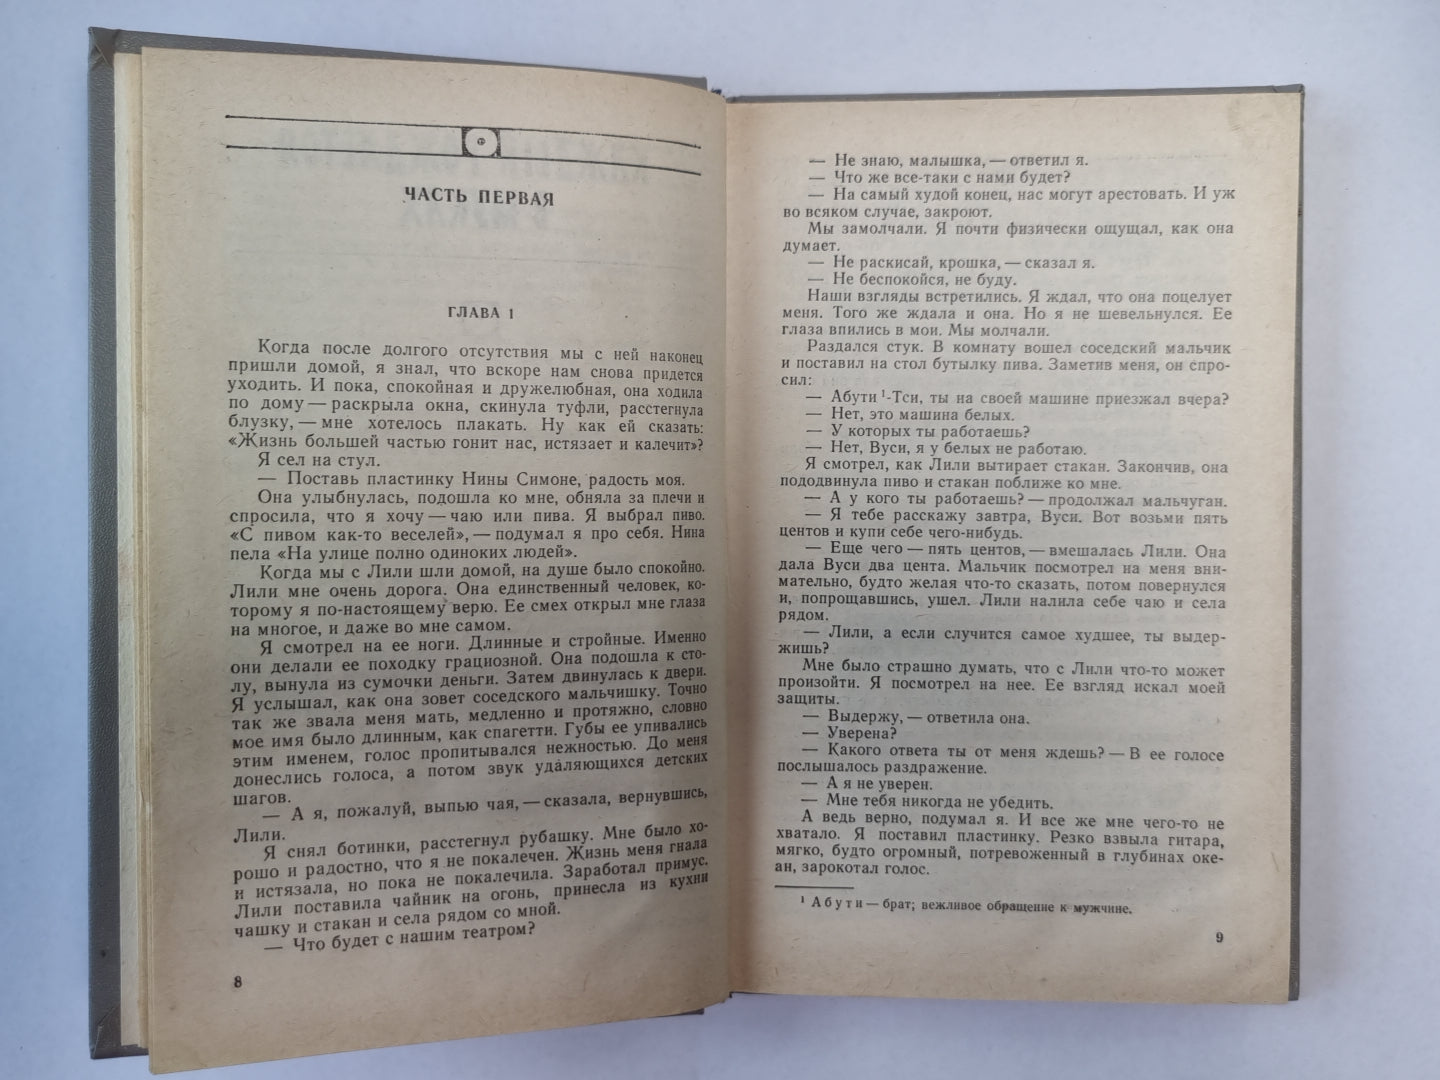 ЧАСТЬ ПЕРВАЯ
ГЛАВА 1
Когда после долгого отсутствия мы с ней наконец
пришли домой, я знал, что вскоре нам снова придется
уходить. И пока, спокойная и дружелюбная, она ходила
по дому — раскрыла окна, скинула туфли, расстегнула
блузку, — мне хотелось плакать. Ну как ей сказать:
«Жизнь большей частью гонит нас, истязает и калечит»?
Я сел на стул.
— Поставь пластинку Нины Симоне, радость моя.
Она улыбнулась, подошла ко мне, обняла за плечи и
спросила, что я хочу — чаю или пива. Я выбрал пиво.
«С пивом как-то веселей», — подумал я про себя. Нина
пела «На улице полно одиноких людей».
Когда мы с Лили шли домой, на душе было спокойно.
Лили мне очень дорога. Она единственный человек, ко-
торому я по-настоящему верю. Ее смех открыл мне глаза
на многое, и даже во мне самом.
Я смотрел на ее ноги. Длинные и стройные. Именно
они делали ее походку грациозной. Она подошла к сто-
лу, вынула из сумочки деньги. Затем двинулась к двери.
Я услышал, как она зовет соседского мальчишку. Точно
так же звала меня мать, медленно и протяжно, словно
мое имя было длинным, как спагетти. Губы ее упивались
этим именем, голос пропитывался нежностью. До меня
донеслись голоса, а потом звук удаляющихся детских
шагов.
— А я, пожалуй, выпью чая, — сказала, вернувшись,
Лили.
Я снял ботинки, расстегнул рубашку. Мне было хо-
рошо и радостно, что я не покалечен. Жизнь меня гнала
и истязала, но пока не покалечила. Заработал примус.
Лили поставила чайник на огонь, принесла из кухни
чашку и стакан и села рядом со мной.
— Что будет с нашим театром?
8
— Не знаю, малышка, — ответил я.
— Что же все-таки с нами будет?
— На самый худой конец, нас могут арестовать. И уж
во всяком случае, закроют.
Мы замолчали. Я почти физически ощущал, как она
думает.
— Не раскисай, крошка, — сказал я.
— Не беспокойся, не буду.
Наши взгляды встретились. Я ждал, что она поцелует
меня. Того же ждала и она. Но я не шевельнулся. Ее
глаза впились в мои. Мы молчали.
Раздался стук. В комнату вошел соседский мальчик
и поставил на стол бутылку пива. Заметив меня, он спро-
сил:
— Абути ¹-Тси, ты на своей машине приезжал вчера?
— Нет, это машина белых.
— У которых ты работаешь?
— Нет, Вуси, я у белых не работаю.
Я смотрел, как Лили вытирает стакан. Закончив, она
пододвинула пиво и стакан поближе ко мне.
— А у кого ты работаешь? — продолжал мальчуган.
— Я тебе расскажу завтра, Вуси. Вот возьми пять
центов и купи себе чего-нибудь.
— Еще чего — пять центов, — вмешалась Лили. Она
дала Вуси два цента. Мальчик посмотрел на меня вни-
мательно, будто желая что-то сказать, потом повернулся
и, попрощавшись, ушел. Лили налила себе чаю и села
рядом.
— Лили, а если случится самое худшее, ты выдер-
жишь?
Мне было страшно думать, что с Лили что-то может
произойти. Я посмотрел на нее. Ее взгляд искал моей
защиты.
— Выдержу, — ответила она.
— Уверена?
— Какого ответа ты от меня ждешь? — В ее голосе
послышалось раздражение.
— А я не уверен.
— Мне тебя никогда не убедить.
А ведь верно, подумал я. И все же мне чего-то не
хватало. Я поставил пластинку. Резко взвыла гитара,
мягко, будто огромный, потревоженный в глубинах оке-
ан, зарокотал голос.
¹ Абути — брат; вежливое обращение к мужчине.
9